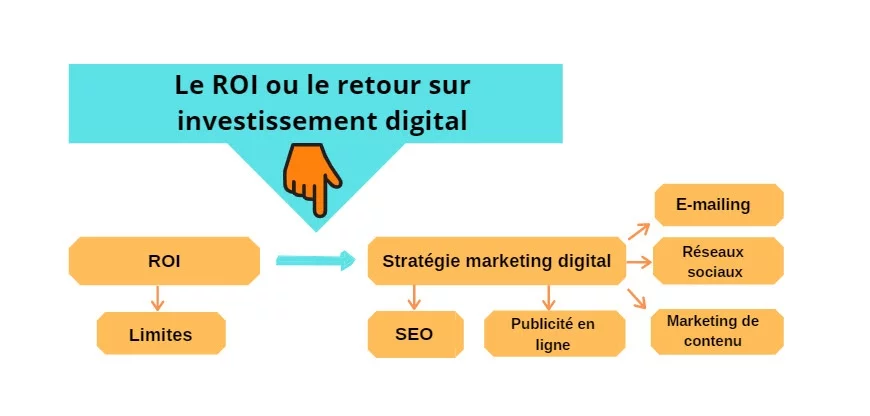 Le ROI ou le retour sur
investissement digital
E-mailing
ROI
Stratégie marketing digital
Réseaux
sociaux
Limites
SEO
Publicité en
ligne
Marketing de
contenu